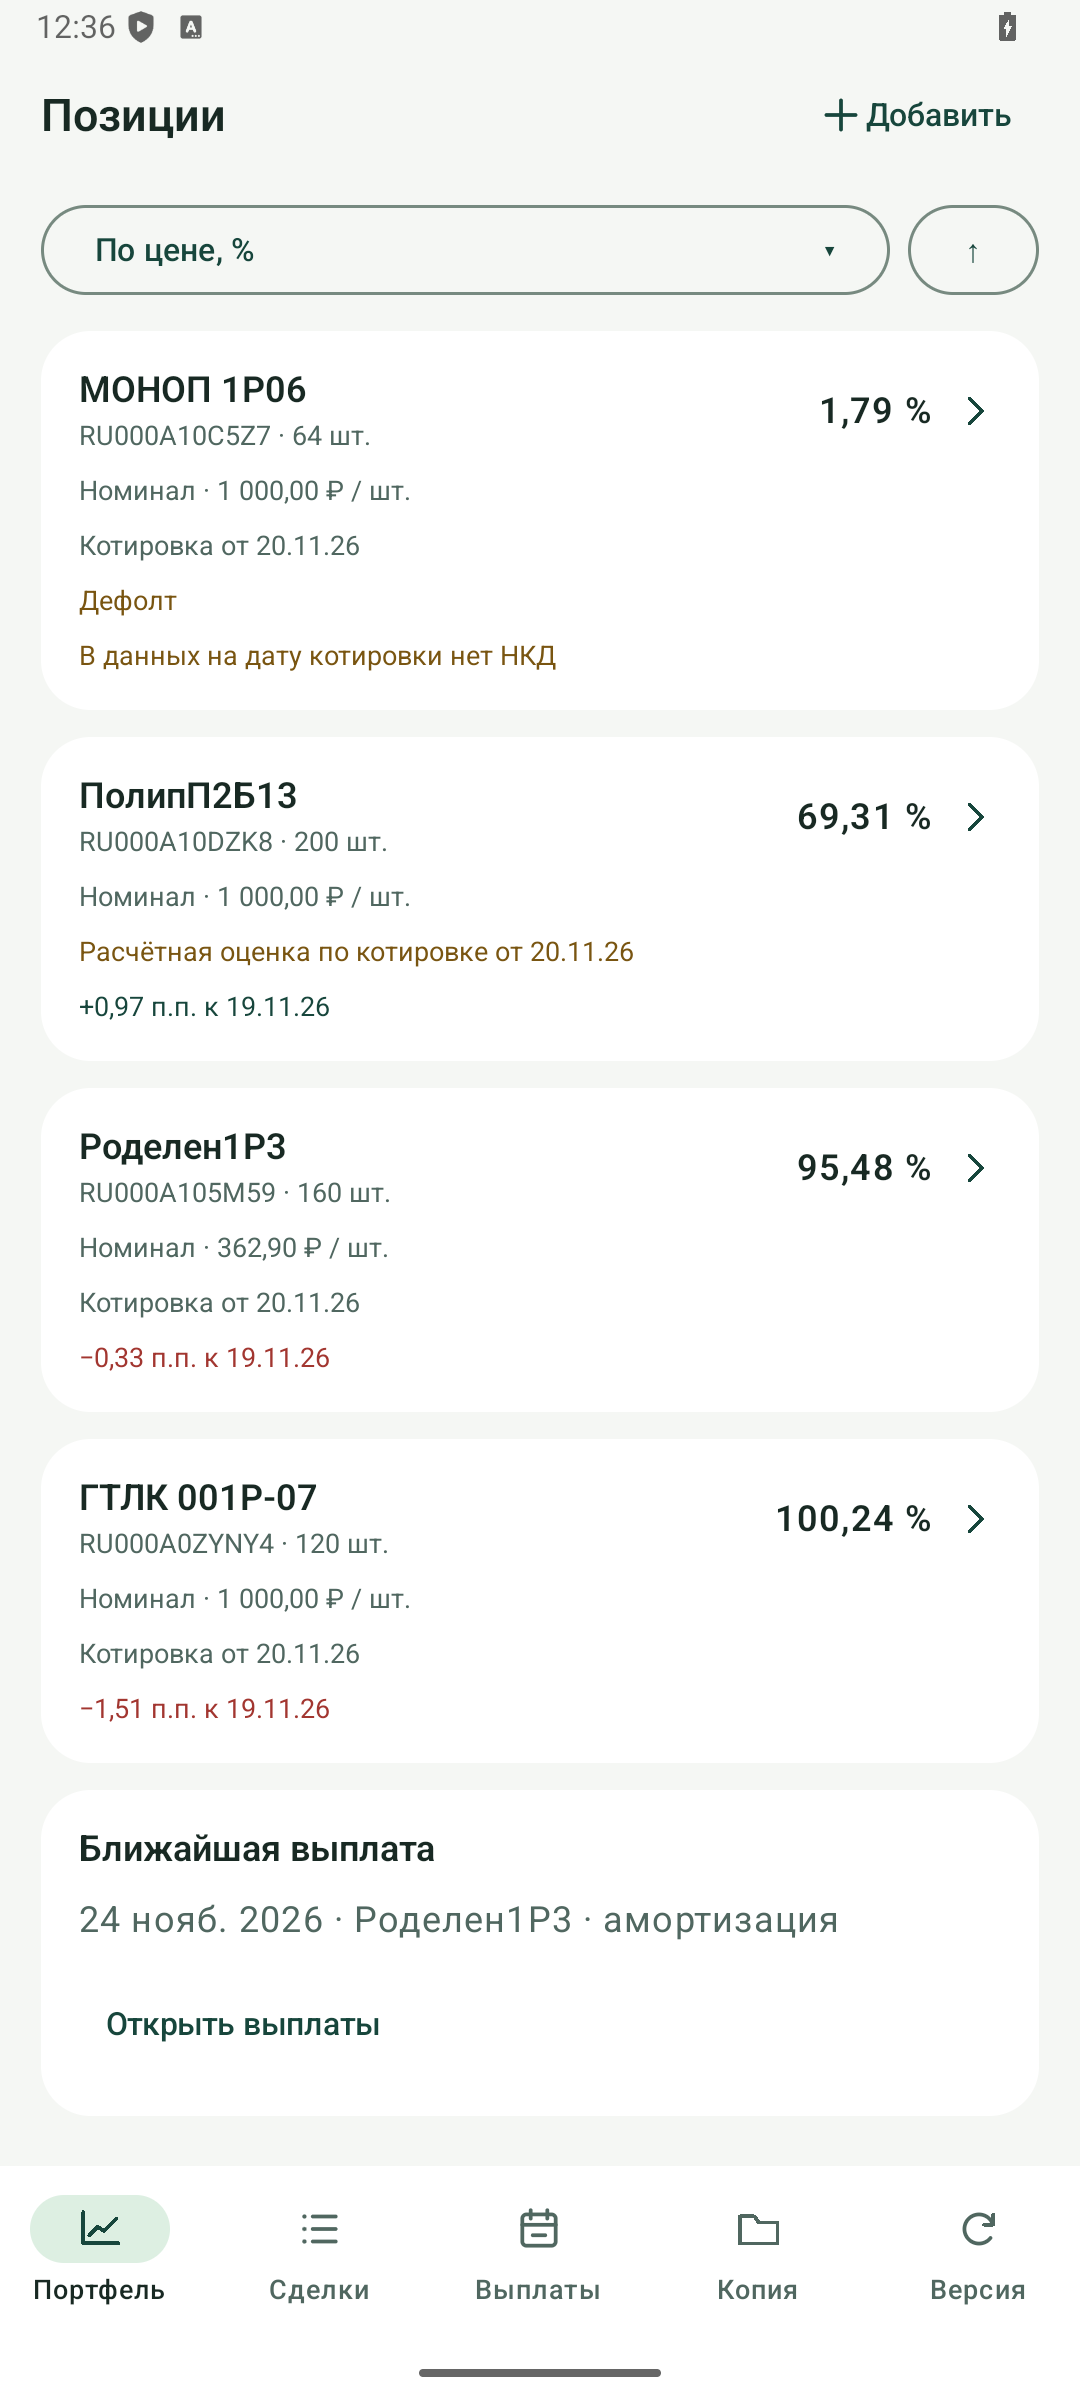 12:36
Позиции
Добавить
По цене, % ▾
↑
МОНОП 1P06
1,79 %
RU000A10C5Z7 · 64 шт.
Номинал · 1 000,00 ₽ / шт.
Котировка от 20.11.26
Дефолт
В данных на дату котировки нет НКД
ПолипП2Б13
69,31 %
RU000A10DZK8 · 200 шт.
Номинал · 1 000,00 ₽ / шт.
Расчётная оценка по котировке от 20.11.26
+0,97 п.п. к 19.11.26
Роделен1P3
95,48 %
RU000A105M59 · 160 шт.
Номинал · 362,90 ₽ / шт.
Котировка от 20.11.26
−0,33 п.п. к 19.11.26
ГТЛК 001P-07
100,24 %
RU000A0ZYNY4 · 120 шт.
Номинал · 1 000,00 ₽ / шт.
Котировка от 20.11.26
−1,51 п.п. к 19.11.26
Ближайшая выплата
24 нояб. 2026 · Роделен1P3 · амортизация
Открыть выплаты
Портфель
Сделки
Выплаты
Копия
Версия